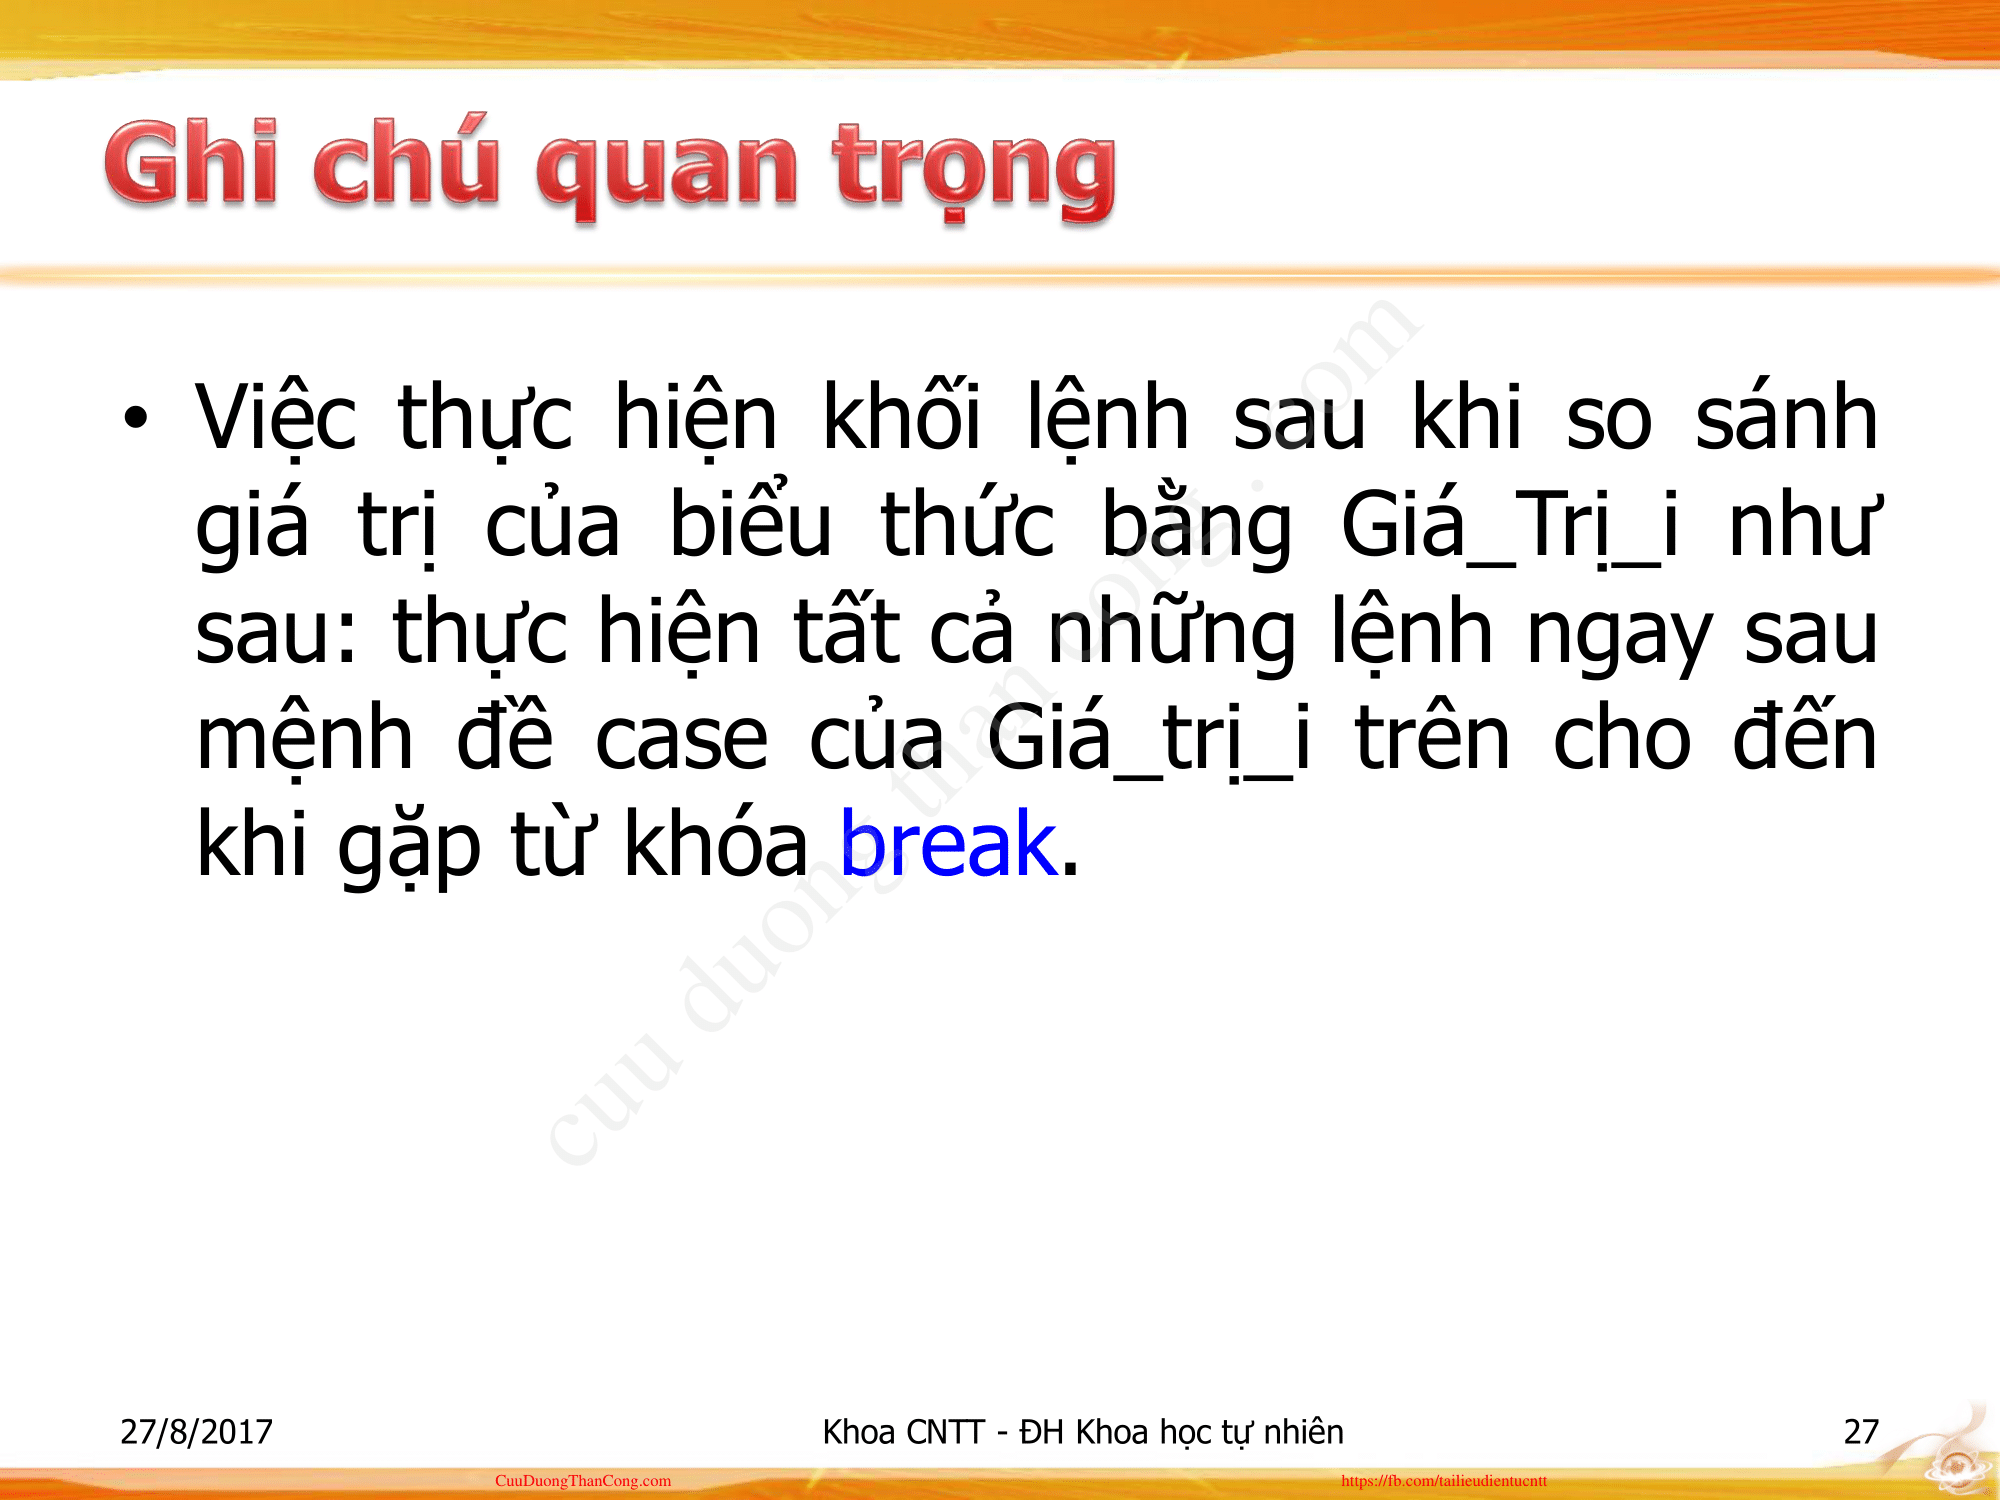 Ghi chú quan trọng
• Việc thực hiện khối lệnh sau khi so sánh
giá trị của biểu thức bằng Giá_Trị_i như
sau: thực hiện tất cả những lệnh ngay sau
mệnh đề case của Giá_trị_i trên cho đến
khi gặp từ khóa break.
cuu duong than cong . com
27/8/2017
Khoa CNTT - ĐH Khoa học tự nhiên
27
CuuDuongThanCong.com
https://fb.com/tailieudientucntt